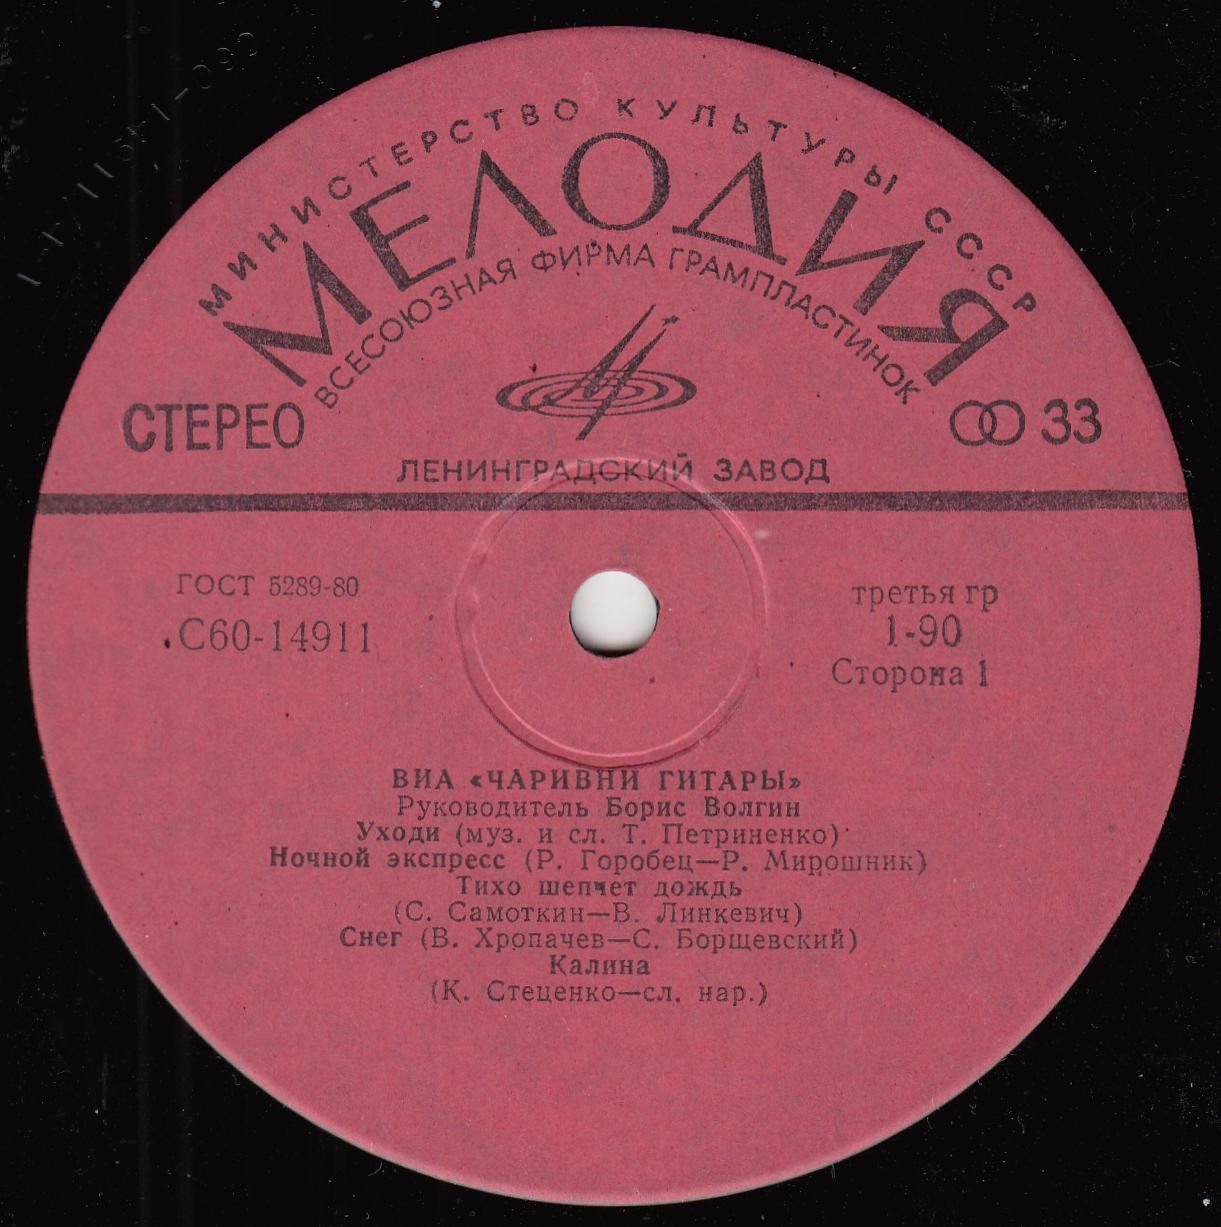 МИНИСТЕРСТВО КУЛЬТУРЫ СССР
МЕЛОДИЯ
ВСЕСОЮЗНАЯ ФИРМА ГРАМПЛАСТИНОК
СТЕРЕО
33
ЛЕНИНГРАДСКИЙ ЗАВОД
ГОСТ 5289-80
С60-14911
третья гр
1-90
Сторона 1
ВИА «ЧАРИВНИ ГИТАРЫ»
Руководитель Борис Волгин
Уходи (муз. и сл. Т. Петриненко)
Ночной экспресс (Р. Горобец—Р. Мирошник)
Тихо шепчет дождь
(С. Самоткин—В. Линкевич)
Снег (В. Хропачев—С. Борщевский)
Калина
(К. Стеценко—сл. нар.)